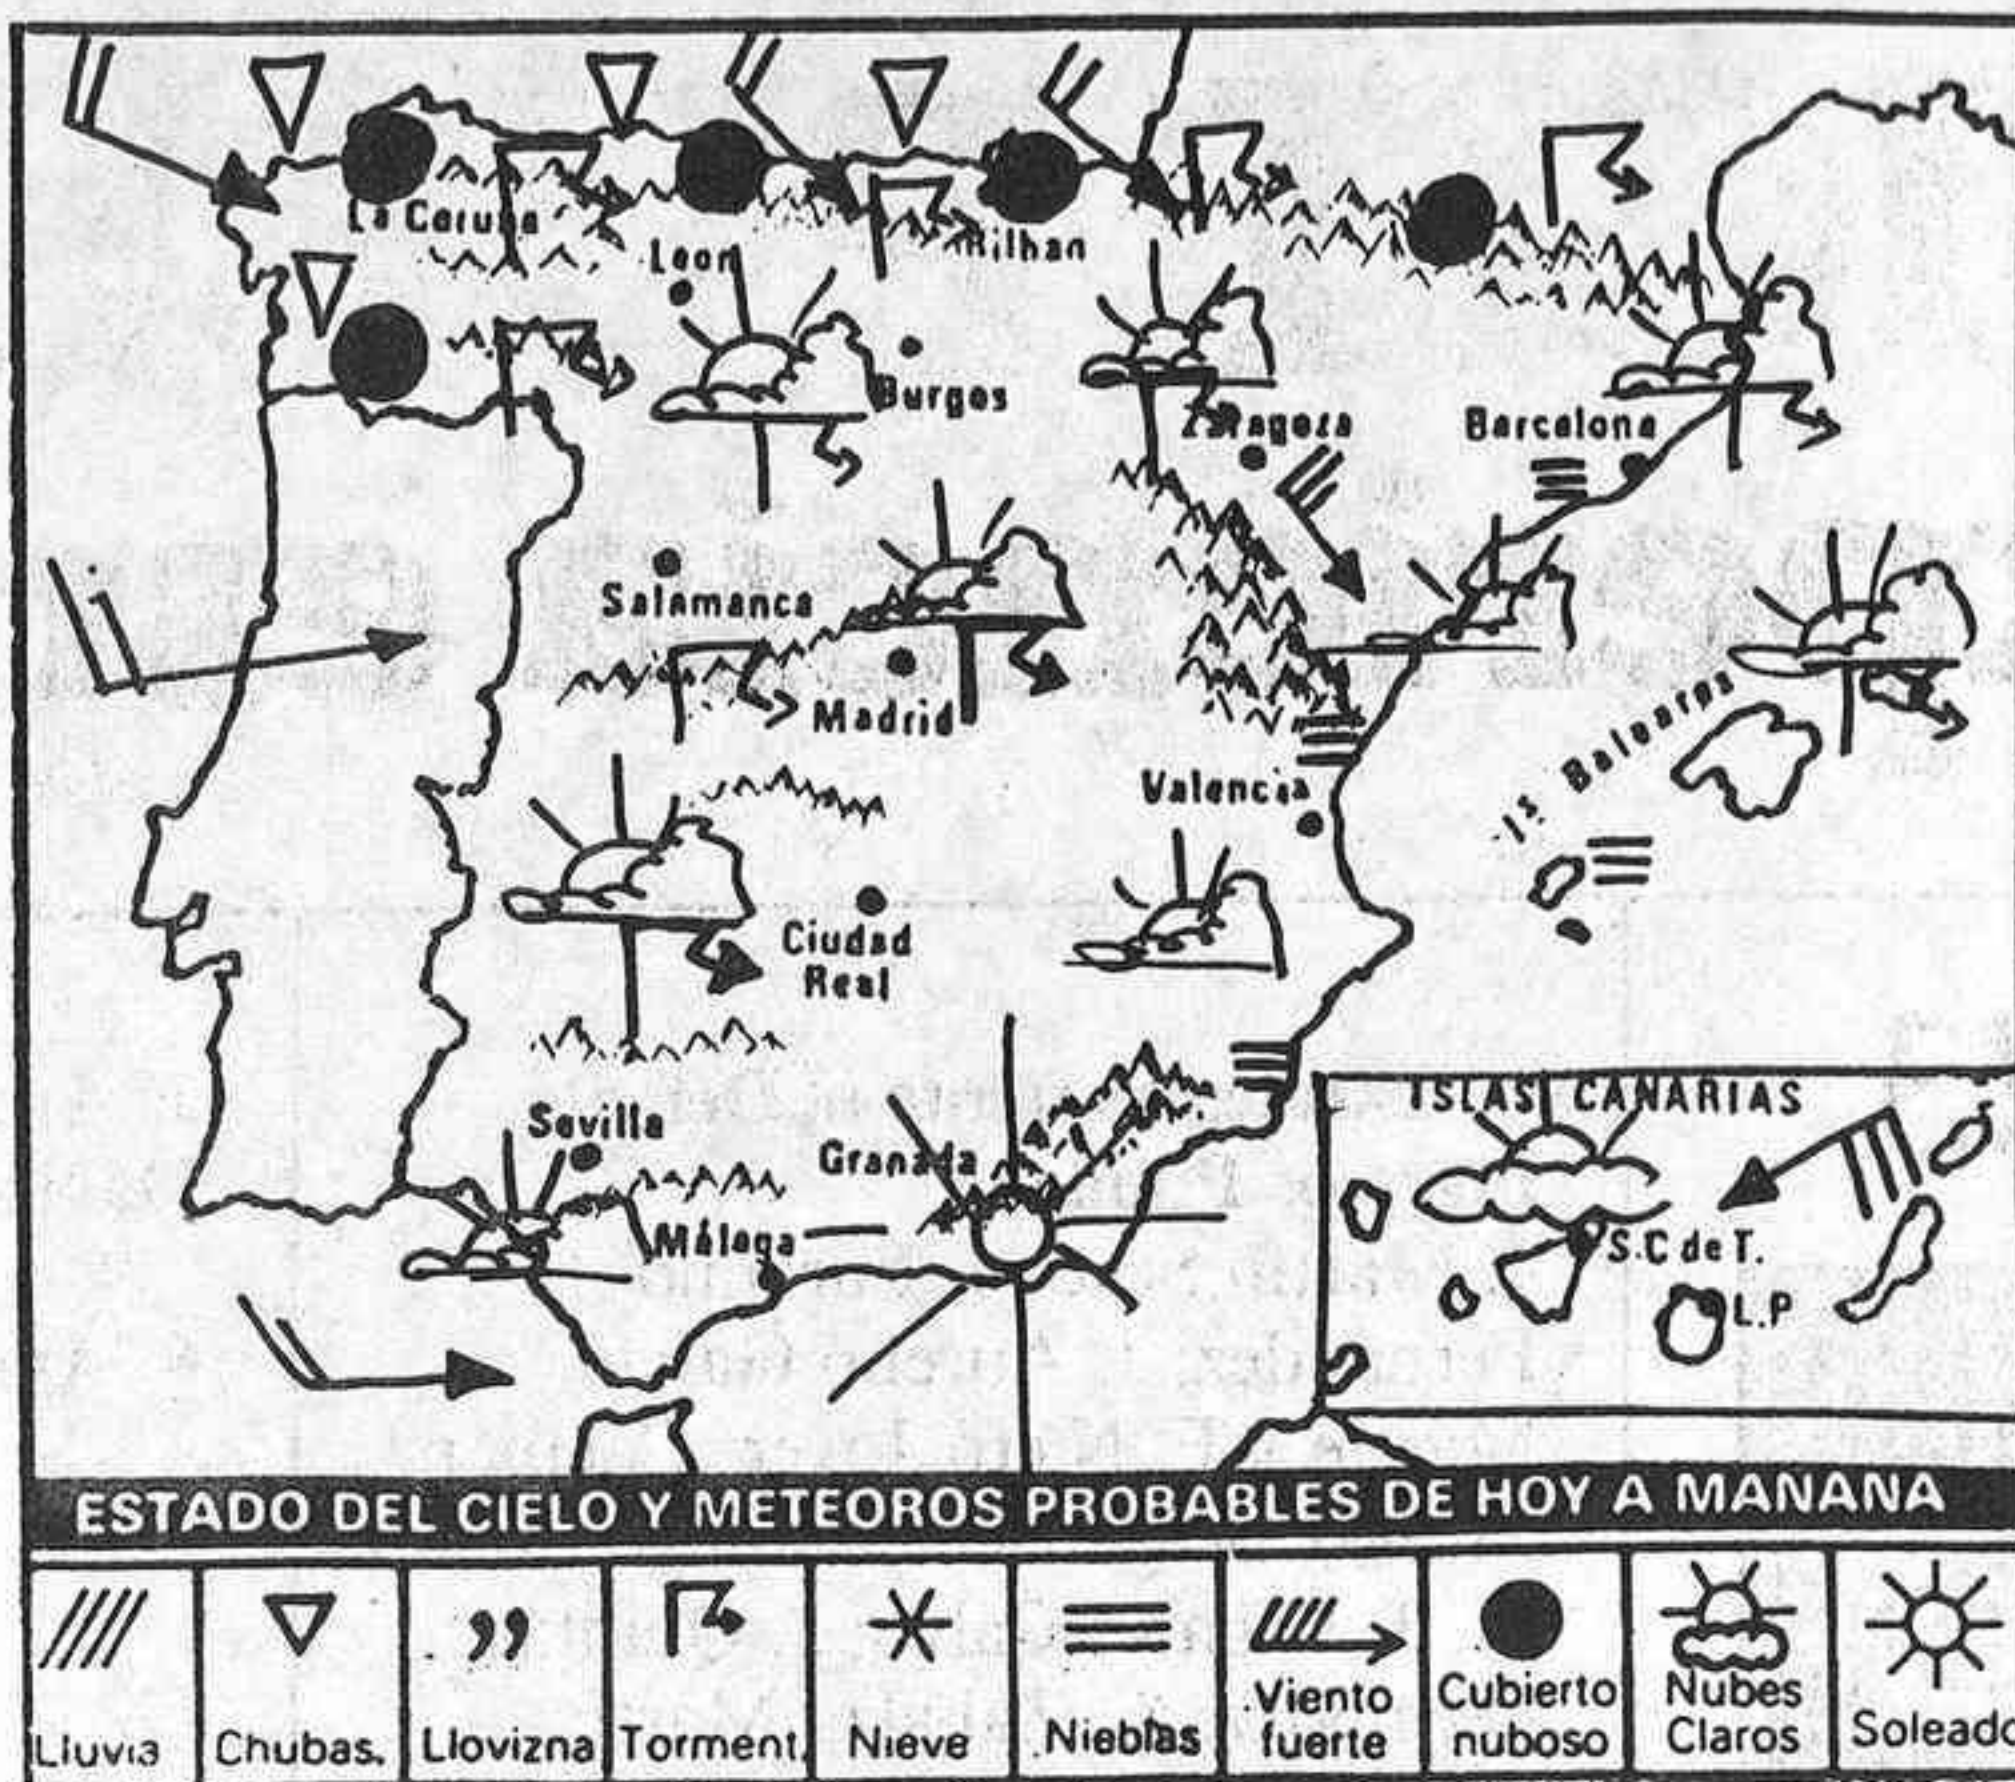 La Coruña
Leon
Bilbao
Burgos
Zaragoza
Barcelona
Salamanca
Madrid
Is Baleares
Valencia
Ciudad
Real
Sevilla
Granada
Málaga
ISLAS CANARIAS
S.C de T.
L.P
ESTADO DEL CIELO Y METEOROS PROBABLES DE HOY A MANANA
Lluvia
Chubas.
Llovizna
Torment.
Nieve
Nieblas
Viento
fuerte
Cubierto
nuboso
Nubes
Claros
Soleado